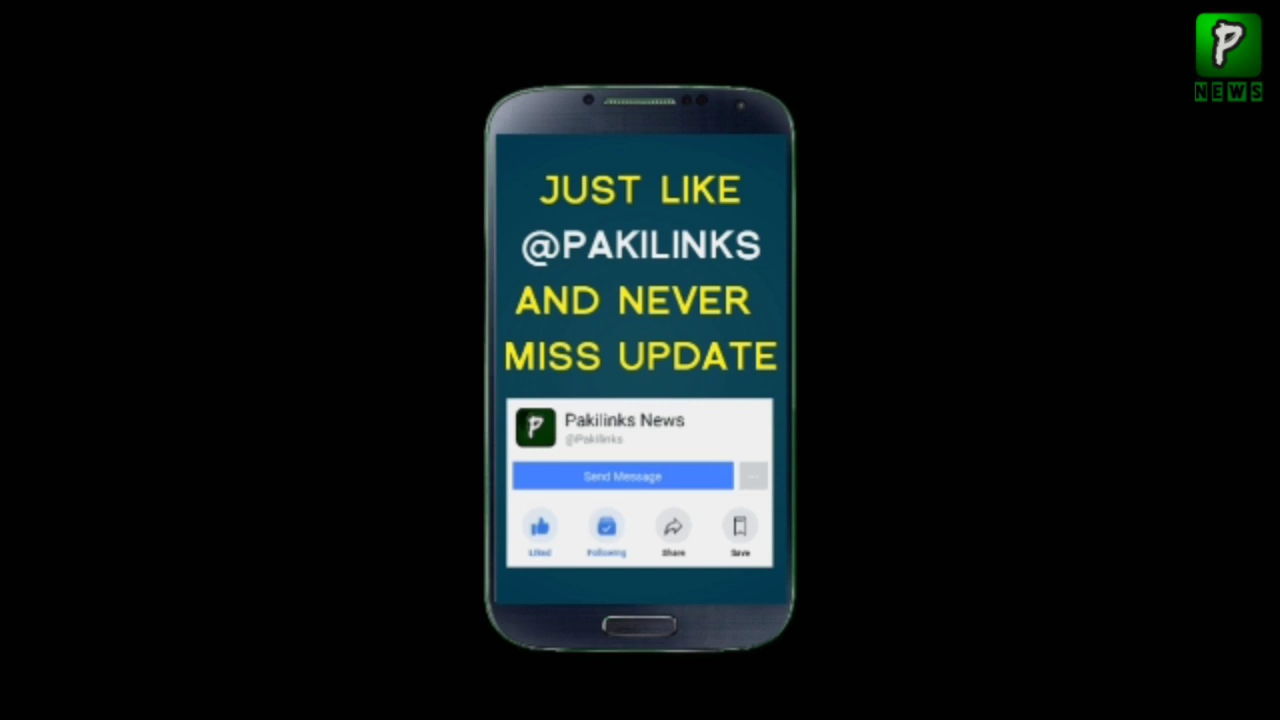 P
NEWS
JUST LIKE
@PAKILINKS
AND NEVER
MISS UPDATE
P
Pakilinks News
@Pakilinks
Send Message
Liked
Following
Share
Save